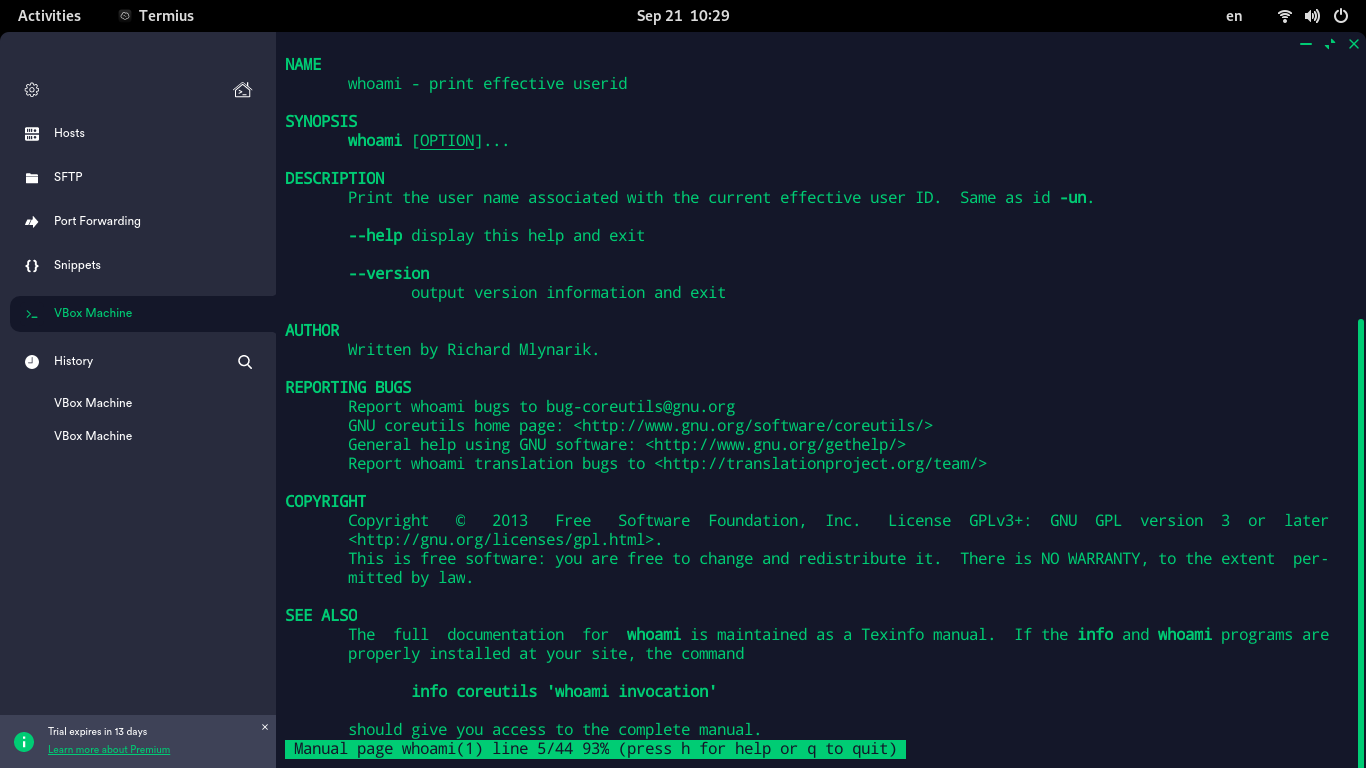 Activities
Termius
Sep 21 10:29
en
Hosts
SFTP
Port Forwarding
Snippets
VBox Machine
History
VBox Machine
VBox Machine
Trial expires in 13 days
Learn more about Premium
NAME
whoami - print effective userid
SYNOPSIS
whoami [OPTION]...
DESCRIPTION
Print the user name associated with the current effective user ID. Same as id -un.
--help display this help and exit
--version
output version information and exit
AUTHOR
Written by Richard Mlynarik.
REPORTING BUGS
Report whoami bugs to bug-coreutils@gnu.org
GNU coreutils home page: <http://www.gnu.org/software/coreutils/>
General help using GNU software: <http://www.gnu.org/gethelp/>
Report whoami translation bugs to <http://translationproject.org/team/>
COPYRIGHT
Copyright © 2013 Free Software Foundation, Inc. License GPLv3+: GNU GPL version 3 or later
<http://gnu.org/licenses/gpl.html>.
This is free software: you are free to change and redistribute it. There is NO WARRANTY, to the extent per-
mitted by law.
SEE ALSO
The full documentation for whoami is maintained as a Texinfo manual. If the info and whoami programs are
properly installed at your site, the command
info coreutils 'whoami invocation'
should give you access to the complete manual.
Manual page whoami(1) line 5/44 93% (press h for help or q to quit)